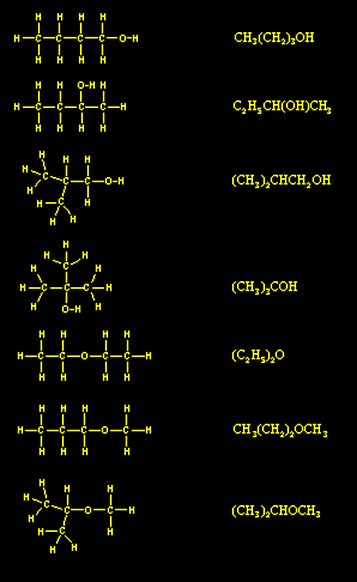 H H H H
H-C-C-C-C-O-H CH₃(CH₂)₃OH
H H H H
H H O-H H
H-C-C-C-C-H C₂H₅CH(OH)CH₃
H H H H
H H H
H C
C-O-H (CH₃)₂CHCH₂OH
H
H C H
H H
H
H H
C
H H
H-C C-H (CH₃)₃COH
H H
O-H
H H H H
H-C-C-O-C-C-H (C₂H₅)₂O
H H H H
H H H H
H-C-C-C-O-C-H CH₃(CH₂)₂OCH₃
H H H H
H H H
H C
O-C-H (CH₃)₂CHOCH₃
H
H C H
H H